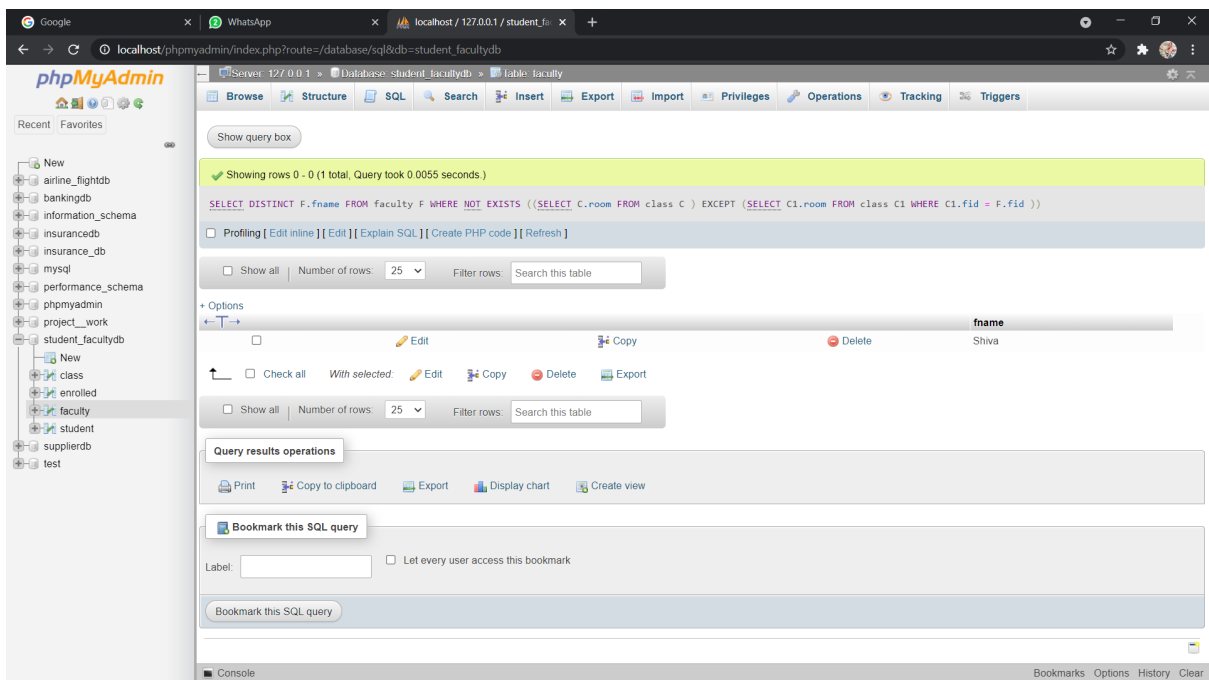 Google
WhatsApp
localhost / 127.0.0.1 / student_fac
localhost/phpmyadmin/index.php?route=/database/sql&db=student_facultydb
phpMyAdmin
Recent Favorites
New
airline_flightdb
bankingdb
information_schema
insurancedb
insurance_db
mysql
performance_schema
phpmyadmin
project__work
student_facultydb
New
class
enrolled
faculty
student
supplierdb
test
Server: 127.0.0.1 » Database: student_facultydb » Table: faculty
Browse Structure SQL Search Insert Export Import Privileges Operations Tracking Triggers
Show query box
Showing rows 0 - 0 (1 total, Query took 0.0055 seconds.)
SELECT DISTINCT F.fname FROM faculty F WHERE NOT EXISTS ((SELECT C.room FROM class C ) EXCEPT (SELECT C1.room FROM class C1 WHERE C1.fid = F.fid ))
Profiling [ Edit inline ] [ Edit ] [ Explain SQL ] [ Create PHP code ] [ Refresh ]
Show all | Number of rows: 25 Filter rows: Search this table
+ Options
←T→ fname
Edit Copy Delete Shiva
Check all With selected: Edit Copy Delete Export
Show all | Number of rows: 25 Filter rows: Search this table
Query results operations
Print Copy to clipboard Export Display chart Create view
Bookmark this SQL query
Label: Let every user access this bookmark
Bookmark this SQL query
Console Bookmarks Options History Clear